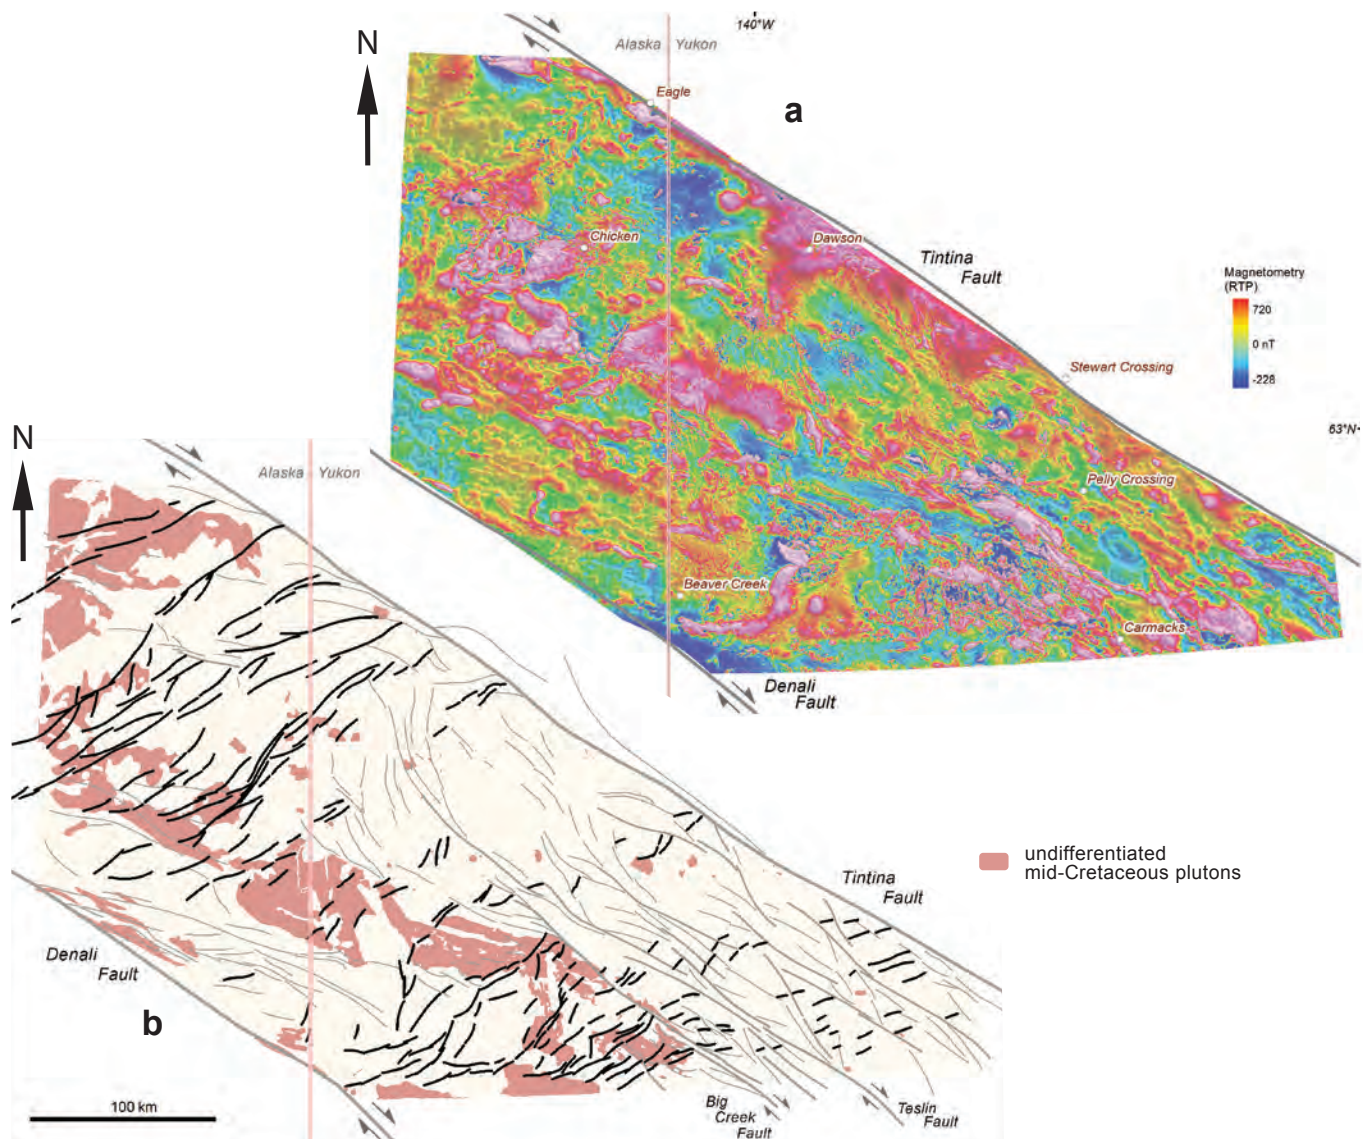 140°W
N
Alaska Yukon
Eagle
a
Chicken
Dawson
Tintina
Fault
Magnetometry
(RTP)
720
0 nT
-228
Stewart Crossing
63°N
Pelly Crossing
Beaver Creek
Carmacks
Denali
Fault
N
Alaska Yukon
undifferentiated
mid-Cretaceous plutons
Tintina
Fault
Denali
Fault
b
100 km
Big
Creek
Fault
Teslin
Fault